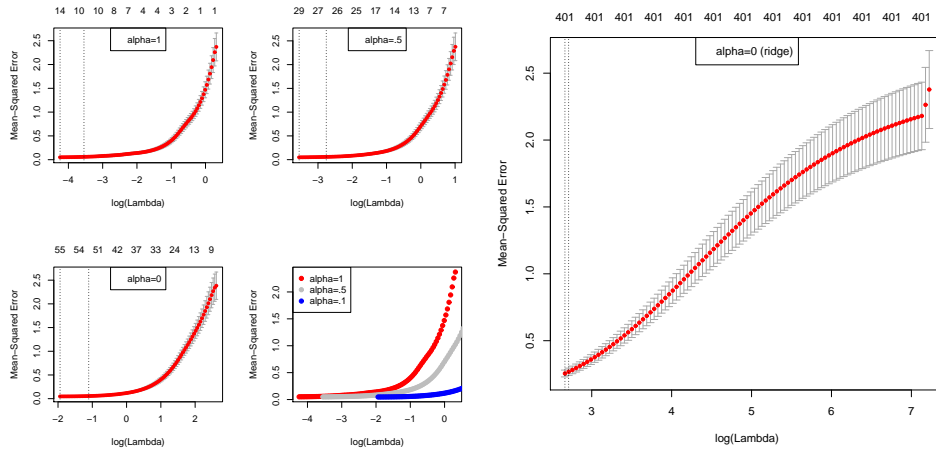 14 10 10 8 7 7 4 3 2 1 1
alpha=1
Mean−Squared Error
2.5
2.0
1.5
1.0
0.5
0.0
−4 −3 −2 −1 0
log(Lambda)
29 27 26 25 17 14 13 7 7
alpha=.5
Mean−Squared Error
2.5
2.0
1.5
1.0
0.5
0.0
−3 −2 −1 0 1
log(Lambda)
55 54 51 42 37 33 24 13 9
alpha=0
Mean−Squared Error
2.5
2.0
1.5
1.0
0.5
0.0
−2 −1 0 1 2
log(Lambda)
alpha=1
alpha=.5
alpha=.1
Mean−Squared Error
2.0
1.5
1.0
0.5
0.0
−4 −3 −2 −1 0
log(Lambda)
401 401 401 401 401 401 401 401 401 401
alpha=0 (ridge)
Mean−Squared Error
2.5
2.0
1.5
1.0
0.5
3 4 5 6 7
log(Lambda)